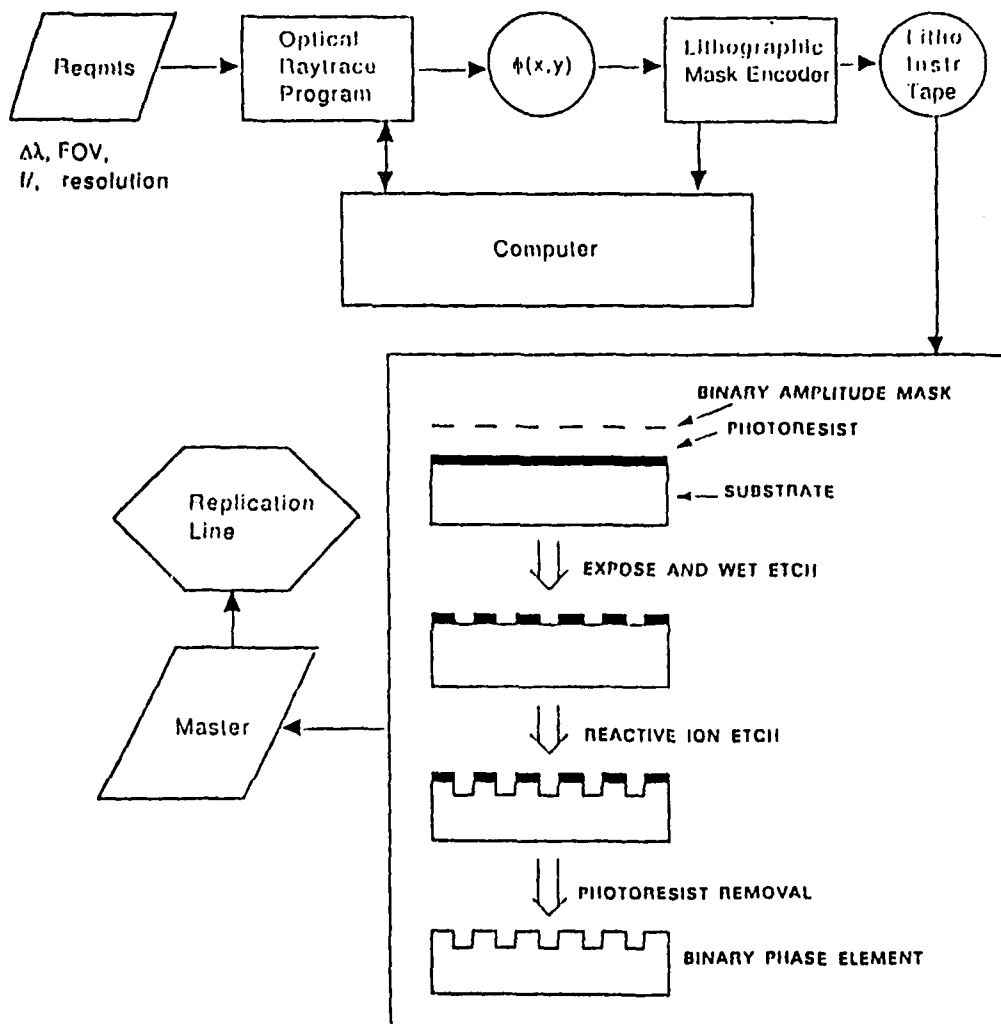 Reqmts
Optical
Raytrace
Program
ϕ(x,y)
Lithographic
Mask Encoder
Litho
Instr
Tape
Δλ, FOV,
f/, resolution
Computer
BINARY AMPLITUDE MASK
PHOTORESIST
SUBSTRATE
EXPOSE AND WET ETCH
Replication
Line
REACTIVE ION ETCH
Master
PHOTORESIST REMOVAL
BINARY PHASE ELEMENT